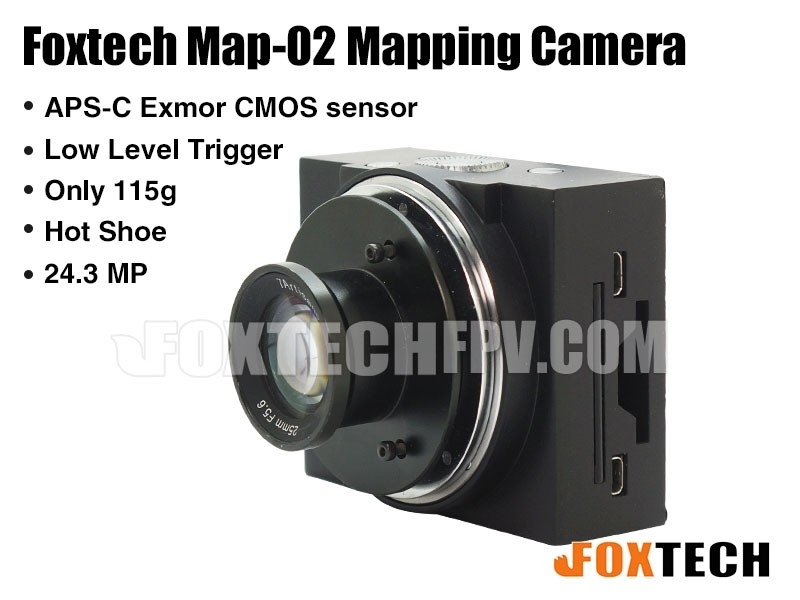 Foxtech Map-02 Mapping Camera
• APS-C Exmor CMOS sensor
• Low Level Trigger
• Only 115g
• Hot Shoe
• 24.3 MP
25mm F5.6
FOXTECHFPV.COM
FOXTECH